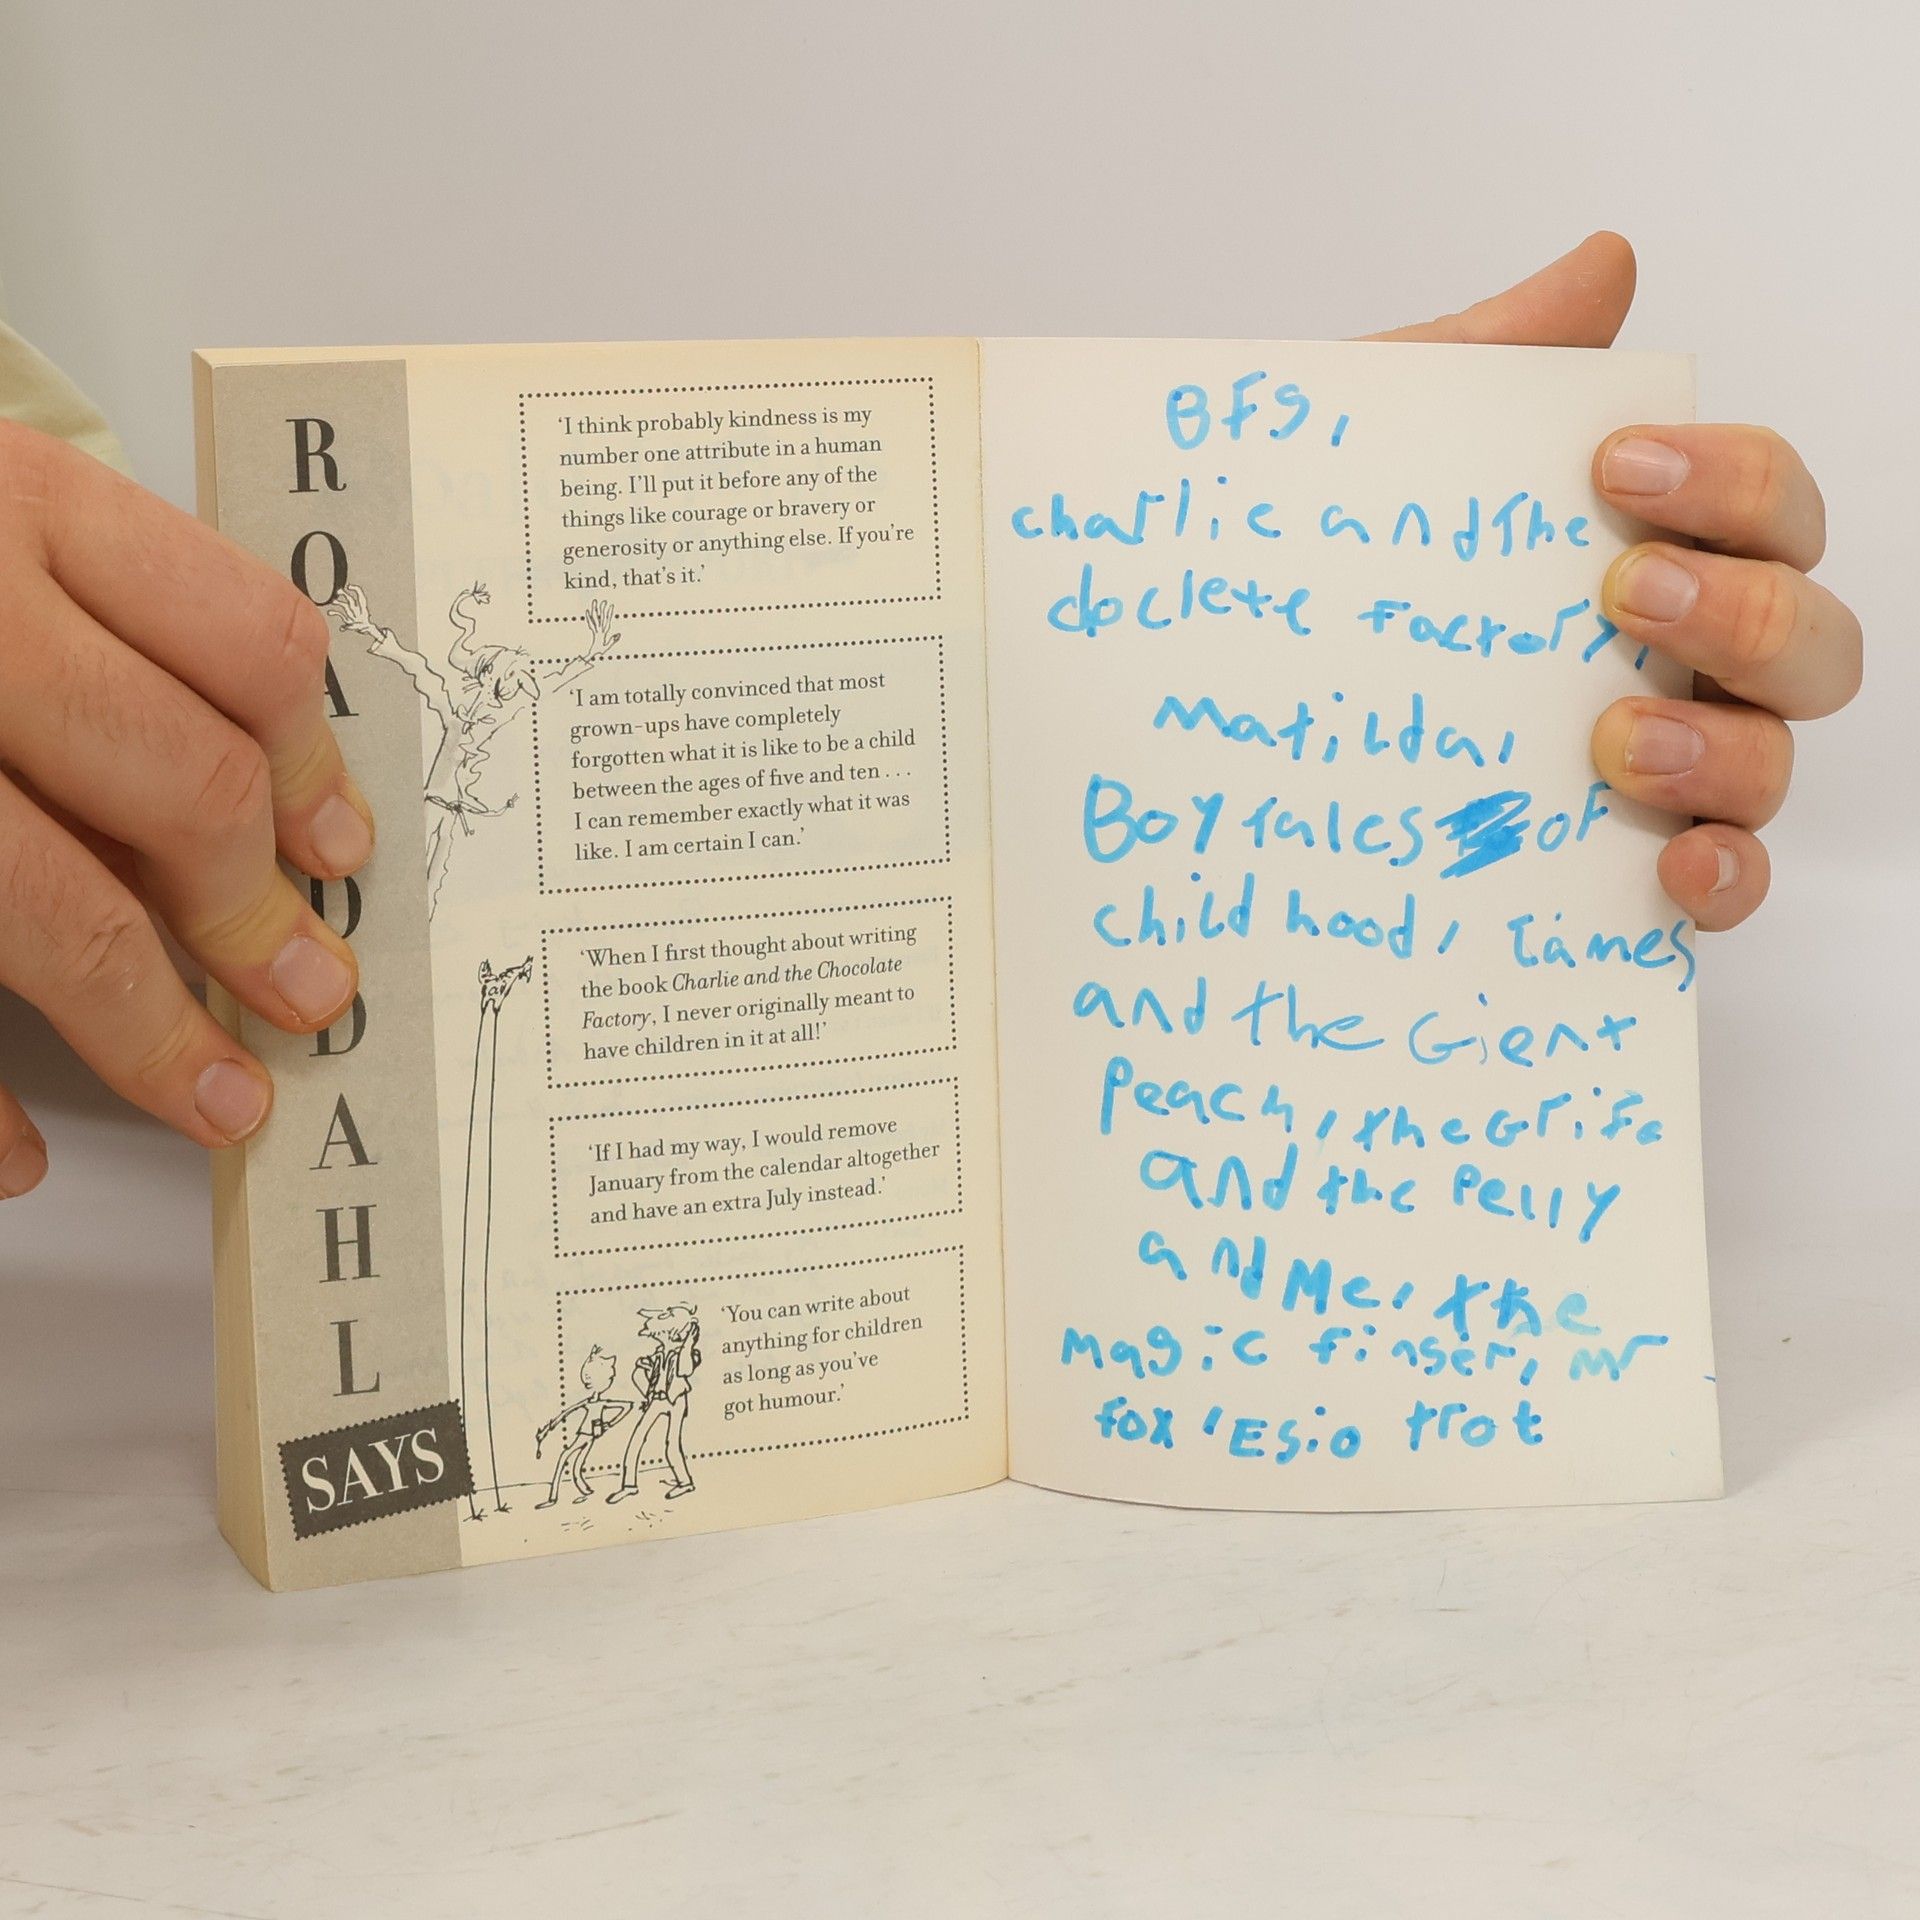 ROALD DAHL
SAYS
‘I think probably kindness is my
number one attribute in a human
being. I’ll put it before any of the
things like courage or bravery or
generosity or anything else. If you’re
kind, that’s it.’
‘I am totally convinced that most
grown-ups have completely
forgotten what it is like to be a child
between the ages of five and ten . . .
I can remember exactly what it was
like. I am certain I can.’
‘When I first thought about writing
the book Charlie and the Chocolate
Factory, I never originally meant to
have children in it at all!’
‘If I had my way, I would remove
January from the calendar altogether
and have an extra July instead.’
‘You can write about
anything for children
as long as you’ve
got humour.’
BFG,
charlie and The
choclete Factory,
Matilda,
Boy tales of
child hood, Tames
and the Gient
Peach, the Grife
and the Pelly
and Me, the
magic finger, mr
fox, Esio trot